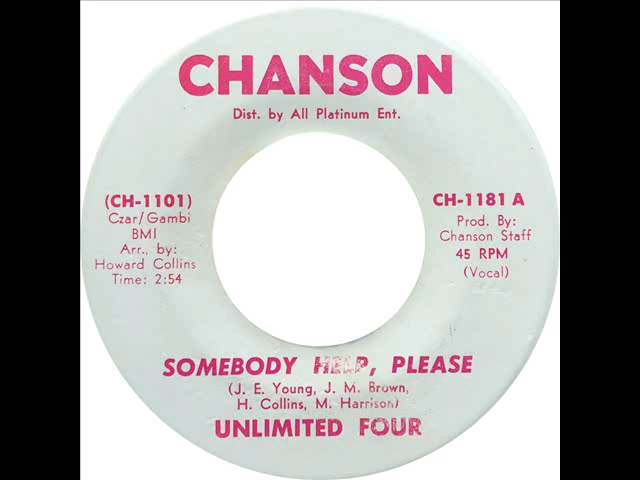 CHANSON
Dist. by All Platinum Ent.
(CH-1101)
Czar/Gambi
BMI
Arr., by:
Howard Collins
Time: 2:54
CH-1181 A
Prod. By:
Chanson Staff
45 RPM
(Vocal)
SOMEBODY HELP, PLEASE
(J. E. Young, J. M. Brown,
H. Collins, M. Harrison)
UNLIMITED FOUR